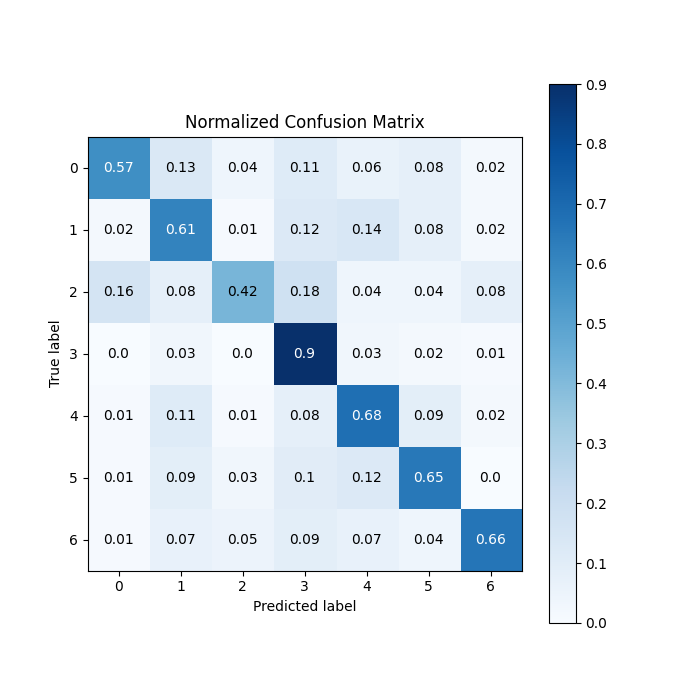 Normalized Confusion Matrix
True label
0 0.57 0.13 0.04 0.11 0.06 0.08 0.02
1 0.02 0.61 0.01 0.12 0.14 0.08 0.02
2 0.16 0.08 0.42 0.18 0.04 0.04 0.08
3 0.0 0.03 0.0 0.9 0.03 0.02 0.01
4 0.01 0.11 0.01 0.08 0.68 0.09 0.02
5 0.01 0.09 0.03 0.1 0.12 0.65 0.0
6 0.01 0.07 0.05 0.09 0.07 0.04 0.66
0 1 2 3 4 5 6
Predicted label
0.9
0.8
0.7
0.6
0.5
0.4
0.3
0.2
0.1
0.0